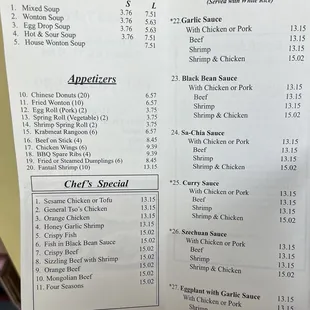 S L
1. Mixed Soup 3.76 7.51
2. Wonton Soup 3.76 5.63
3. Egg Drop Soup 3.76 5.63
4. Hot & Sour Soup 3.76 7.51
5. House Wonton Soup 7.51
Appetizers
10. Chinese Donuts (20) 6.57
11. Fried Wonton (10) 6.57
12. Egg Roll (Pork) (2) 3.75
13. Spring Roll (Vegetable) (2) 3.75
14. Shrimp Spring Roll (2) 3.75
15. Krabmeat Rangoon (6) 6.57
16. Beef on Stick (4) 8.45
17. Chicken Wings (6) 9.39
18. BBQ Spare Ribs (4) 9.39
19. Fried or Steamed Dumplings (6) 8.45
20. Fantail Shrimp (10) 13.15
Chef's Special
1. Sesame Chicken or Tofu 13.15
2. General Tso's Chicken 13.15
3. Orange Chicken 13.15
4. Honey Garlic Shrimp 13.15
5. Crispy Fish 15.02
6. Fish in Black Bean Sauce 15.02
7. Crispy Beef 15.02
8. Sizzling Beef with Shrimp 15.02
9. Orange Beef 15.02
10. Mongolian Beef 15.02
11. Four Seasons 15.02
(Served with White Rice)
*22. Garlic Sauce
With Chicken or Pork 13.15
Beef 13.15
Shrimp 13.15
Shrimp & Chicken 15.02
23. Black Bean Sauce
With Chicken or Pork 13.15
Beef 13.15
Shrimp 13.15
Shrimp & Chicken 15.02
24. Sa-Chia Sauce
With Chicken or Pork 13.15
Beef 13.15
Shrimp 13.15
Shrimp & Chicken 15.02
*25. Curry Sauce
With Chicken or Pork 13.15
Beef 13.15
Shrimp 13.15
Shrimp & Chicken 15.02
*26. Szechuan Sauce
With Chicken or Pork 13.15
Beef 13.15
Shrimp 13.15
Shrimp & Chicken 15.02
*27. Eggplant with Garlic Sauce
With Chicken or Pork 13.15